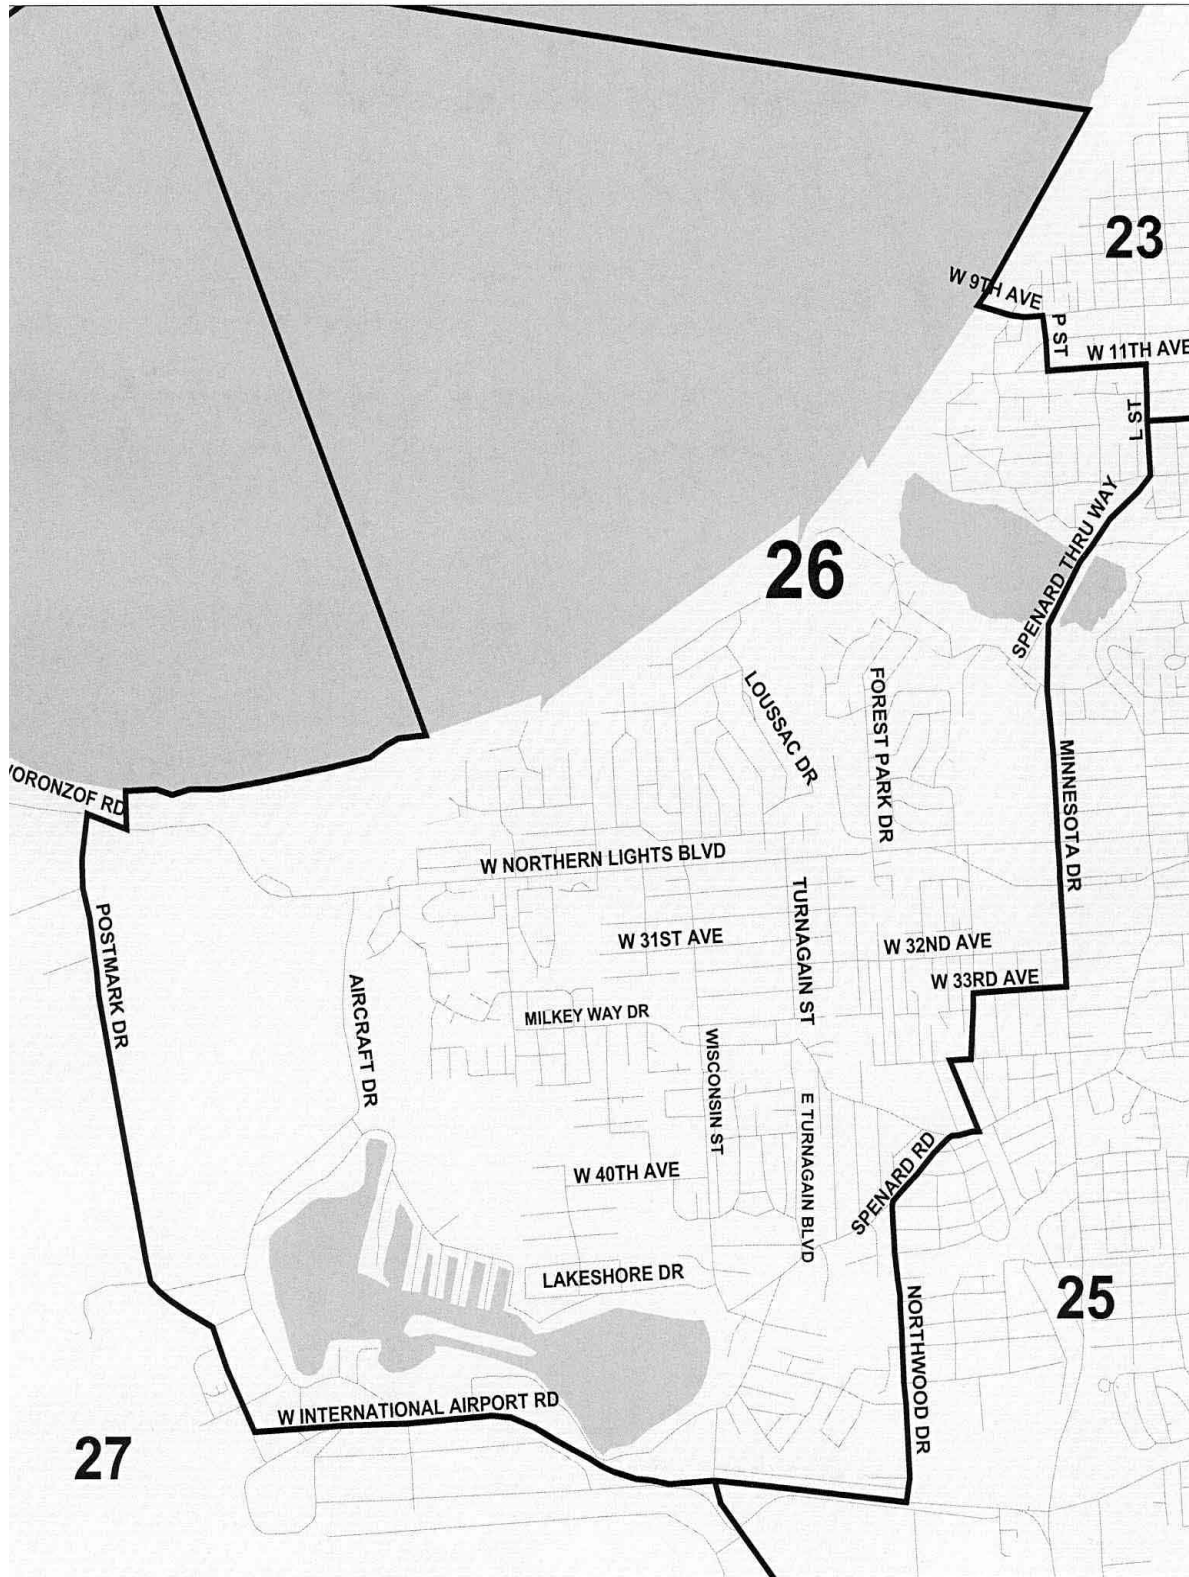 23
W 9TH AVE
P ST
W 11TH AVE
L ST
SPENARD THRU WAY
26
LOUSSAC DR
FOREST PARK DR
MINNESOTA DR
VORONZOF RD
W NORTHERN LIGHTS BLVD
TURNAGAIN ST
W 31ST AVE
W 32ND AVE
W 33RD AVE
POSTMARK DR
AIRCRAFT DR
MILKEY WAY DR
WISCONSIN ST
E TURNAGAIN BLVD
SPENARD RD
W 40TH AVE
LAKESHORE DR
NORTHWOOD DR
25
W INTERNATIONAL AIRPORT RD
27